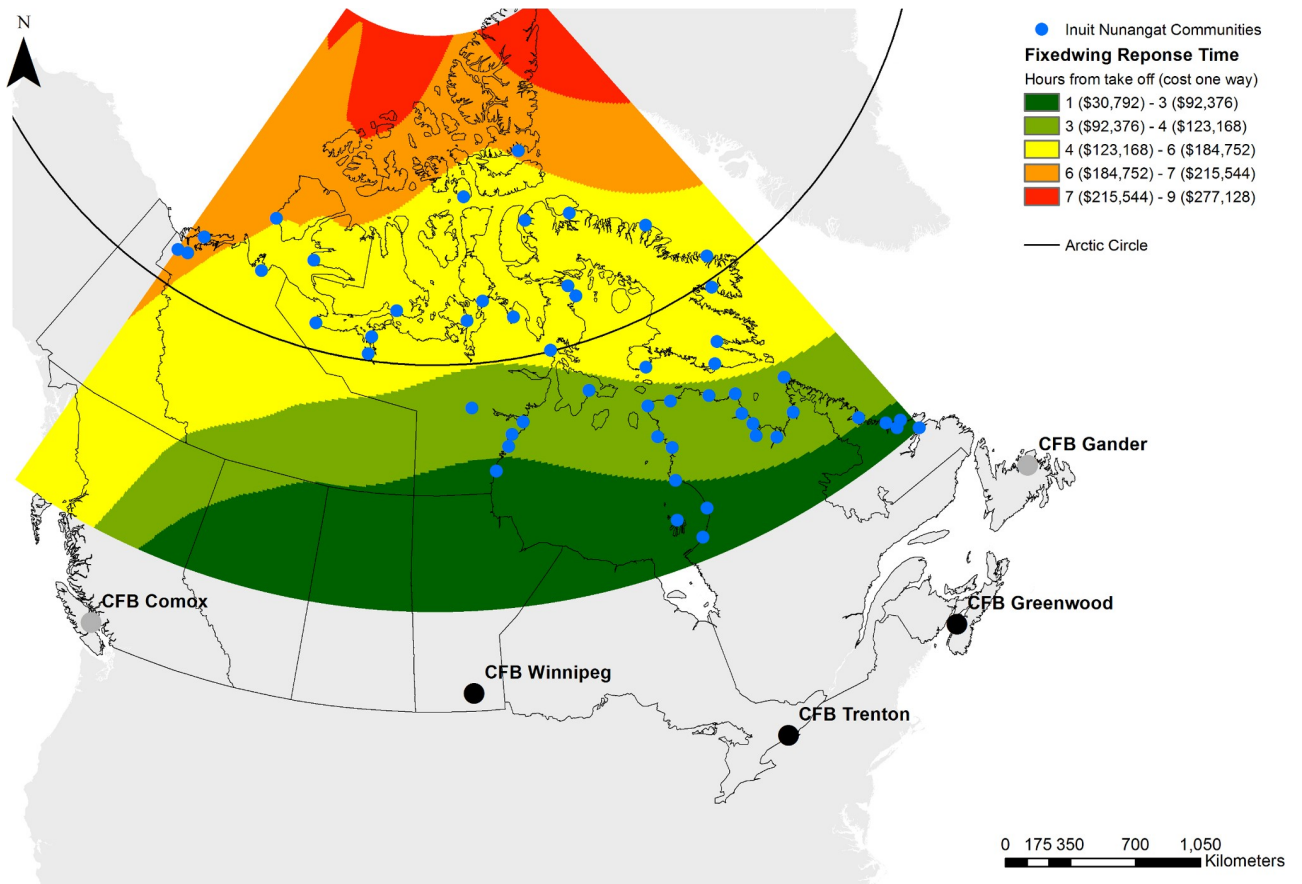 N
Inuit Nunangat Communities
Fixedwing Reponse Time
Hours from take off (cost one way)
1 ($30,792) - 3 ($92,376)
3 ($92,376) - 4 ($123,168)
4 ($123,168) - 6 ($184,752)
6 ($184,752) - 7 ($215,544)
7 ($215,544) - 9 ($277,128)
Arctic Circle
CFB Gander
CFB Comox
CFB Greenwood
CFB Winnipeg
CFB Trenton
0 175 350 700 1,050
Kilometers